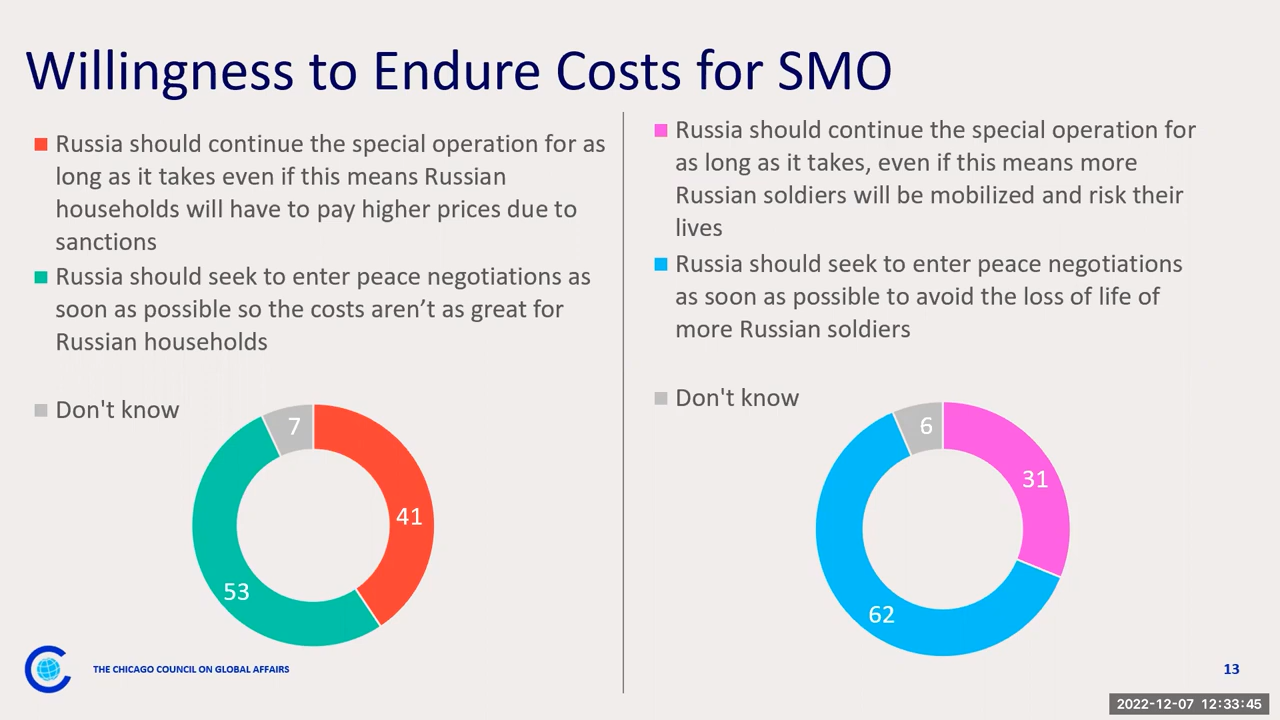 Willingness to Endure Costs for SMO
Russia should continue the special operation for as
long as it takes even if this means Russian
households will have to pay higher prices due to
sanctions
Russia should seek to enter peace negotiations as
soon as possible so the costs aren’t as great for
Russian households
Don't know
7
41
53
Russia should continue the special operation for
as long as it takes, even if this means more
Russian soldiers will be mobilized and risk their
lives
Russia should seek to enter peace negotiations
as soon as possible to avoid the loss of life of
more Russian soldiers
Don't know
6
31
62
THE CHICAGO COUNCIL ON GLOBAL AFFAIRS
13
2022-12-07 12:33:45